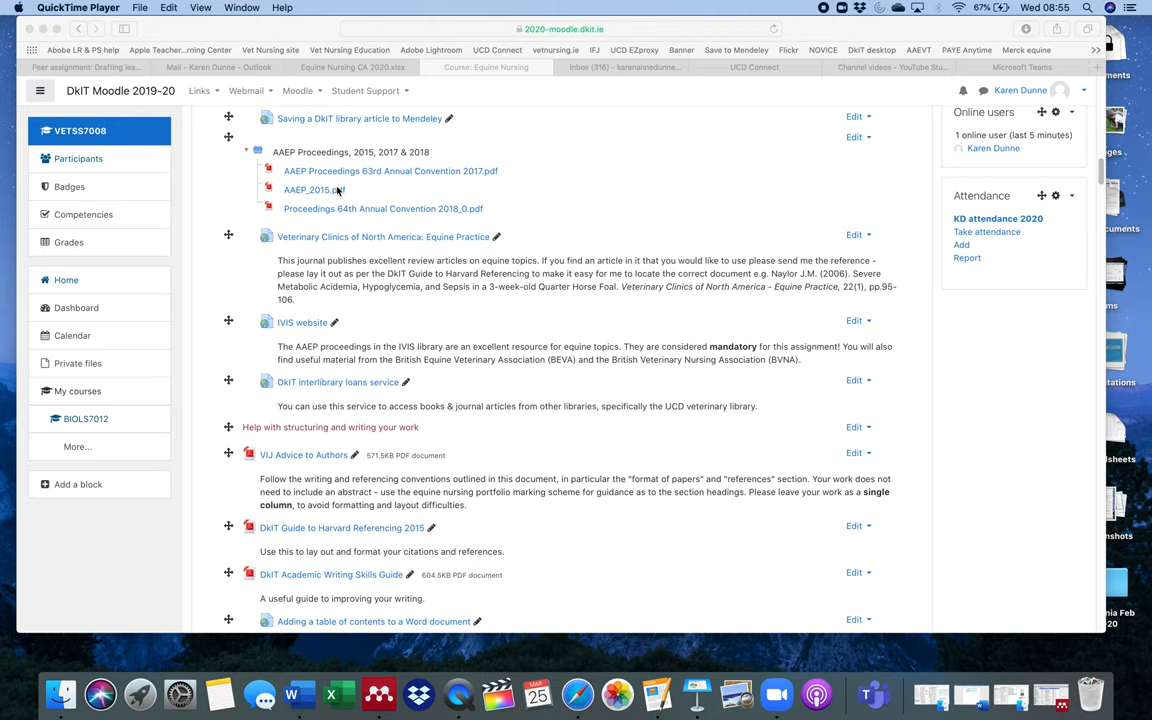 QuickTime Player File Edit View Window Help 67% Wed 08:55
2020-moodle.dkit.ie
Abobe LR & PS help Apple Teacher...rning Center Vet Nursing site Vet Nursing Education Vet Nursing Adobe Lightroom UCD Connect vetnursing.ie IFJ UCD EZproxy Banner Save to Mendeley Flickr NOVICE DkIT desktop AAEVT PAYE Anytime Merck equine
Peer assignment: Drafting lea... Mail - Karen Dunne - Outlook Equine Nursing CA 2020.xlsx Course: Equine Nursing Inbox (316) - karenannedunne... UCD Connect Channel videos - YouTube Stu... Microsoft Teams
DkIT Moodle 2019-20 Links Webmail Moodle Student Support Karen Dunne
VETSS7008
Participants
Badges
Competencies
Grades
Home
Dashboard
Calendar
Private files
My courses
BIOLS7012
More...
Add a block
Saving a DkIT library article to Mendeley Edit
Edit
AAEP Proceedings, 2015, 2017 & 2018
AAEP Proceedings 63rd Annual Convention 2017.pdf
AAEP_2015.pdf
Proceedings 64th Annual Convention 2018_0.pdf
Veterinary Clinics of North America: Equine Practice Edit
This journal publishes excellent review articles on equine topics. If you find an article in it that you would like to use please send me the reference -
please lay it out as per the DkIT Guide to Harvard Referencing to make it easy for me to locate the correct document e.g. Naylor J.M. (2006). Severe
Metabolic Acidemia, Hypoglycemia, and Sepsis in a 3-week-old Quarter Horse Foal. Veterinary Clinics of North America - Equine Practice, 22(1), pp.95-
106.
IVIS website Edit
The AAEP proceedings in the IVIS library are an excellent resource for equine topics. They are considered mandatory for this assignment! You will also
find useful material from the British Equine Veterinary Association (BEVA) and the British Veterinary Nursing Association (BVNA).
DkIT interlibrary loans service Edit
You can use this service to access books & journal articles from other libraries, specifically the UCD veterinary library.
Help with structuring and writing your work Edit
VIJ Advice to Authors 571.5KB PDF document Edit
Follow the writing and referencing conventions outlined in this document, in particular the "format of papers" and "references" section. Your work does not
need to include an abstract - use the equine nursing portfolio marking scheme for guidance as to the section headings. Please leave your work as a single
column, to avoid formatting and layout difficulties.
DkIT Guide to Harvard Referencing 2015 Edit
Use this to lay out and format your citations and references.
DkIT Academic Writing Skills Guide 604.5KB PDF document Edit
A useful guide to improving your writing.
Adding a table of contents to a Word document Edit
Online users
1 online user (last 5 minutes)
Karen Dunne
Attendance
KD attendance 2020
Take attendance
Add
Report
MAR
25